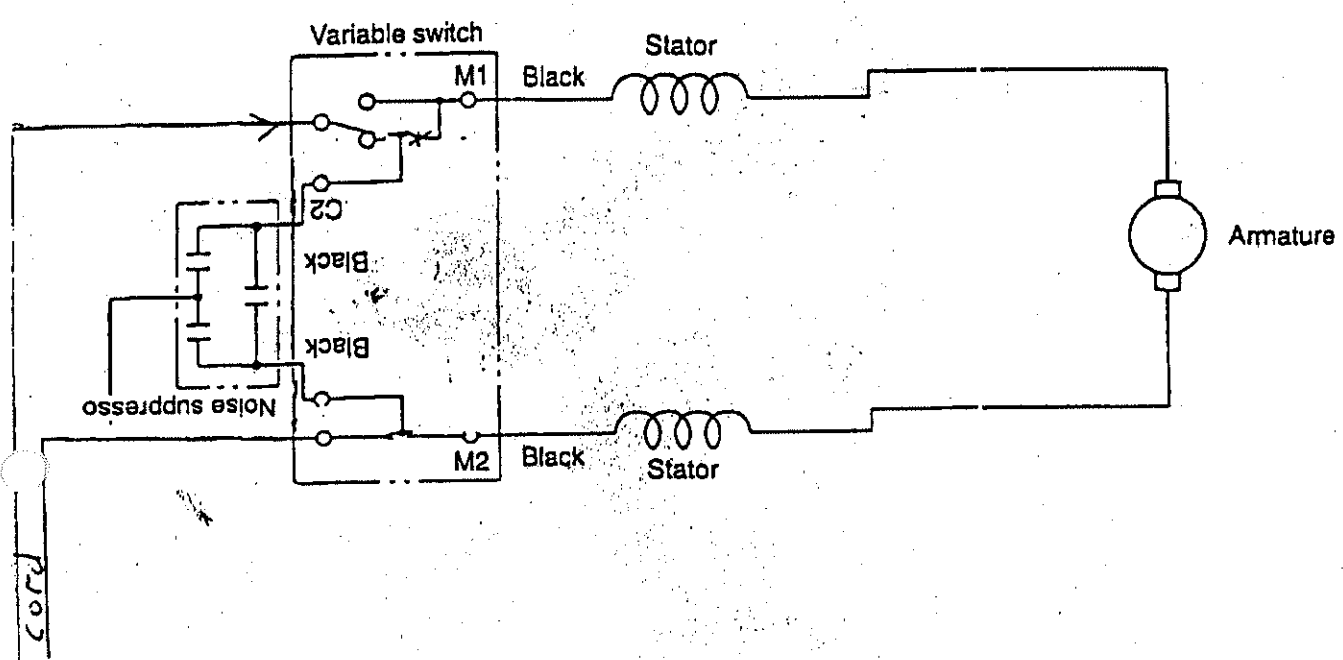 Variable switch
Stator
M1
Black
C2
Black
Armature
Black
Noise suppresso
M2
Black
Stator
cord